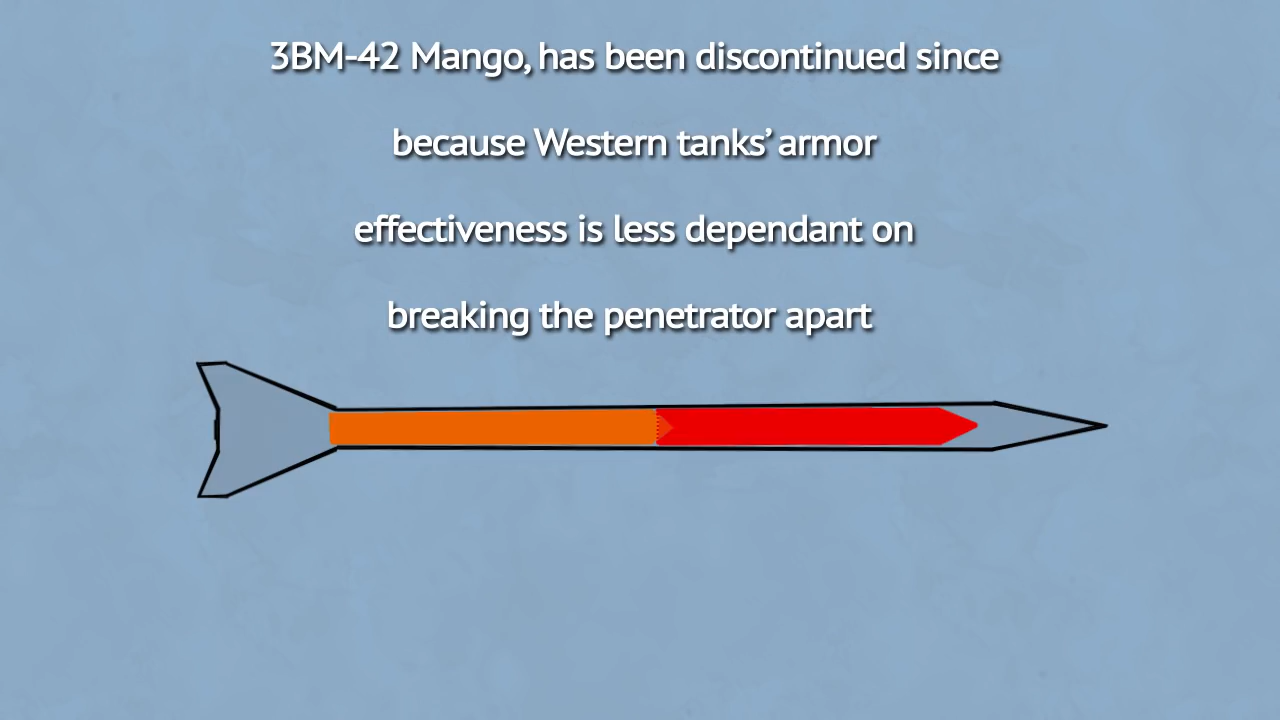 3BM-42 Mango, has been discontinued since
because Western tanks’ armor
effectiveness is less dependant on
breaking the penetrator apart